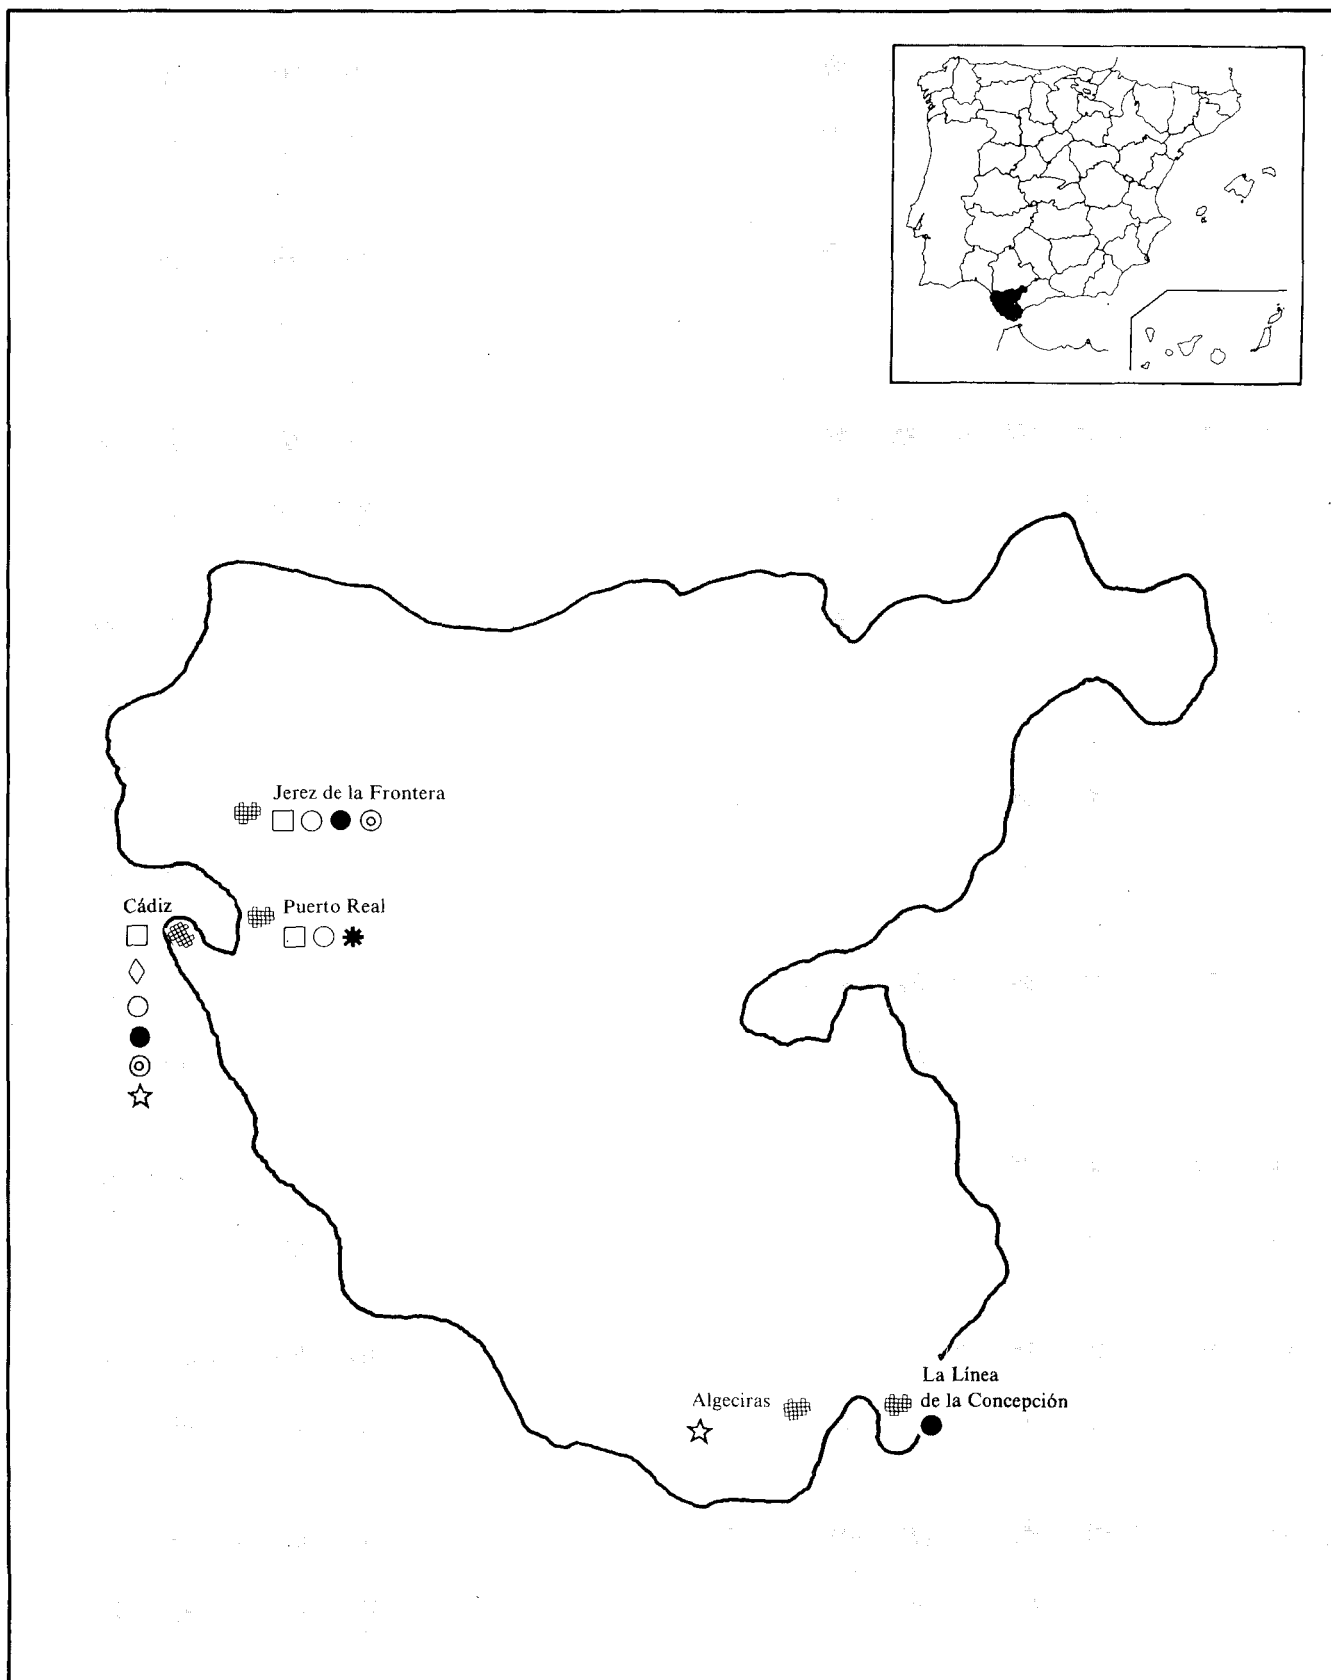 Jerez de la Frontera
Cádiz
Puerto Real
La Línea
de la Concepción
Algeciras